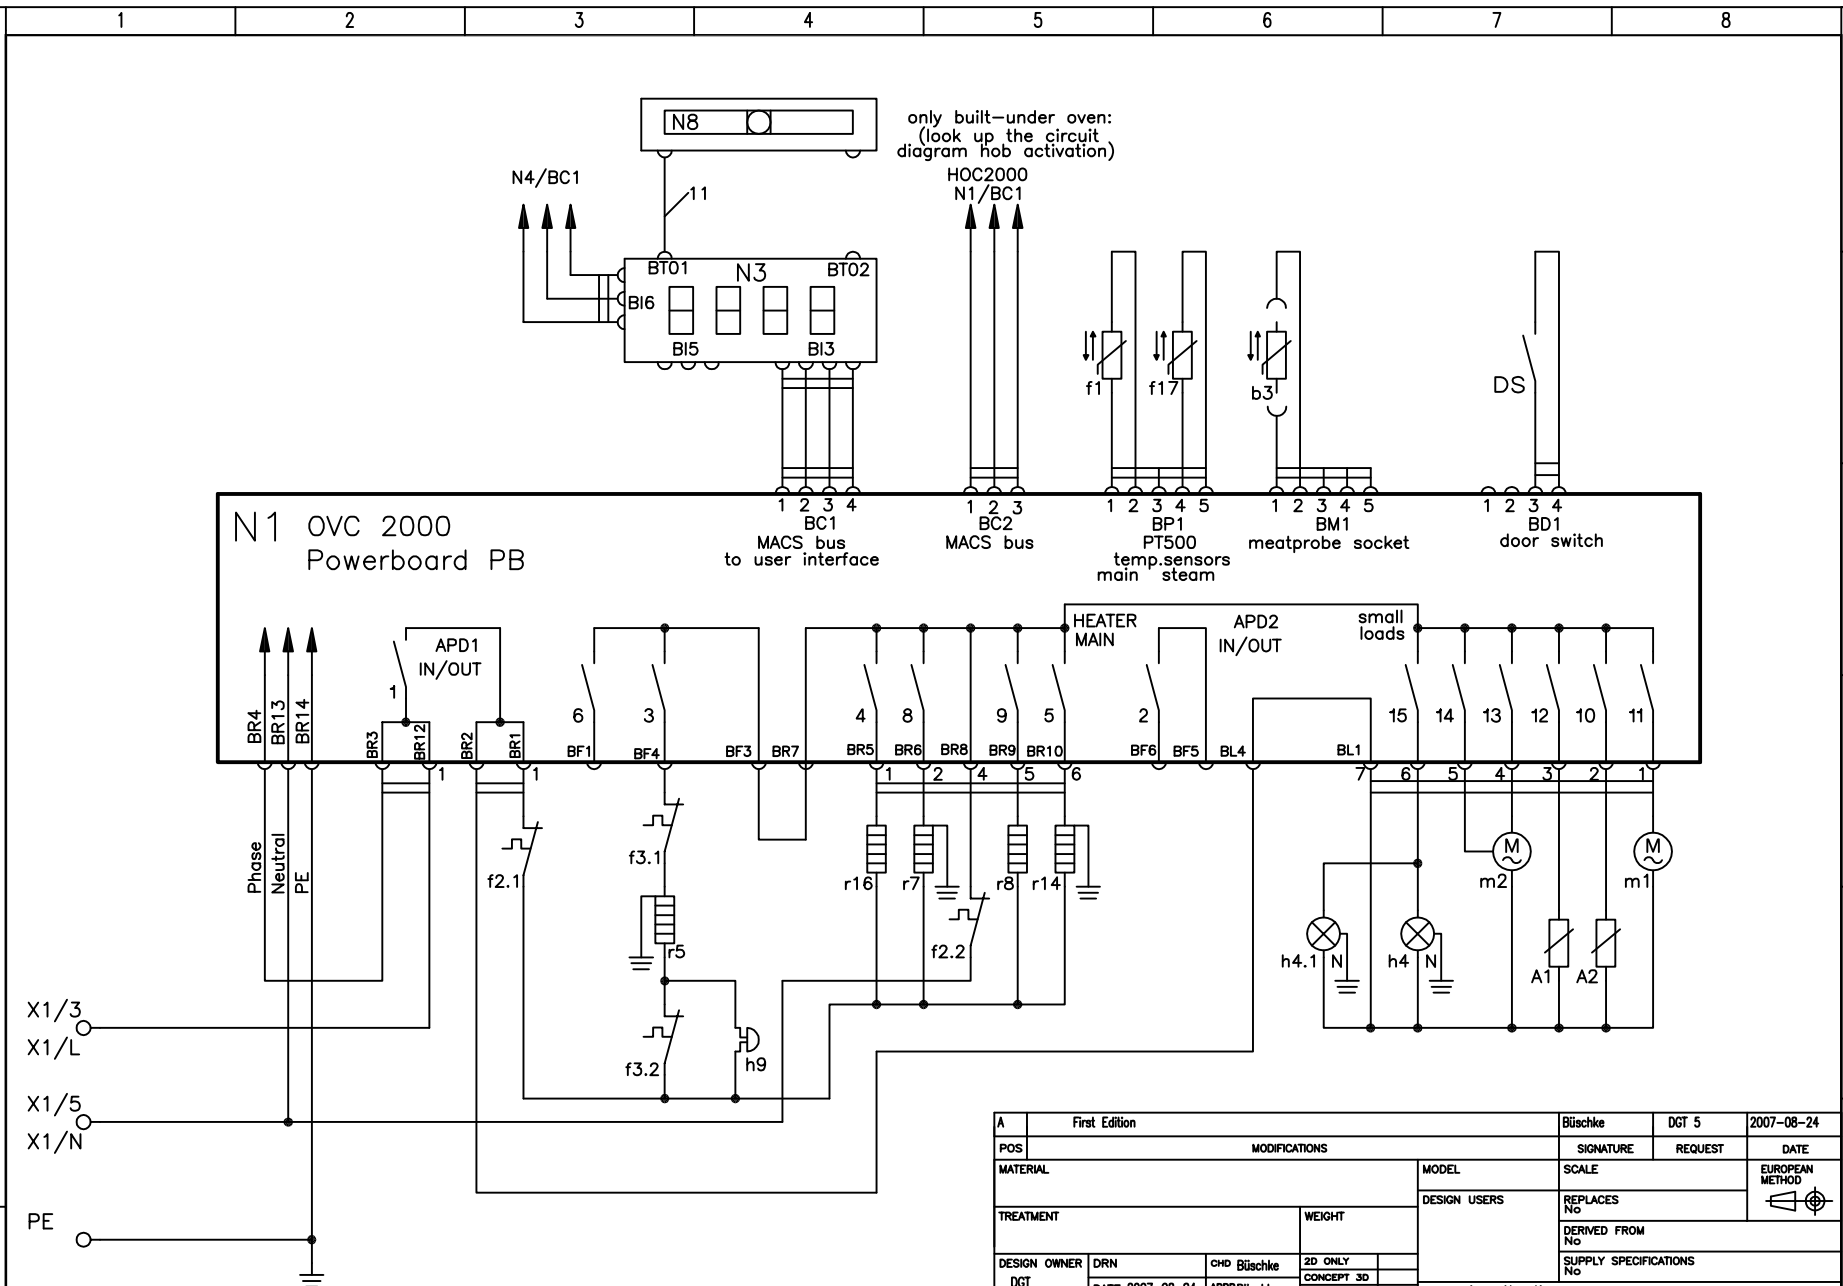 1 2 3 4 5 6 7 8
N8
only built-under oven:
(look up the circuit
diagram hob activation)
HOC2000
N1/BC1
N4/BC1
11
BT01 N3 BT02
BI6
BI5 BI3
f1 f17 b3 DS
1 2 3 4
BC1
MACS bus
to user interface
1 2 3
BC2
MACS bus
1 2 3 4 5
BP1
PT500
temp.sensors
main steam
1 2 3 4 5
BM1
meatprobe socket
1 2 3 4
BD1
door switch
N1 OVC 2000
Powerboard PB
APD1
IN/OUT
HEATER
MAIN
APD2
IN/OUT
small
loads
1 6 3 4 8 9 5 2 15 14 13 12 10 11
BR4 BR13 BR14 BR3 BR12 BR2 BR1 BF1 BF4 BF3 BR7 BR5 BR6 BR8 BR9 BR10 BF6 BF5 BL4 BL1
1 1 1 2 4 5 6 7 6 5 4 3 2 1
Phase
Neutral
PE
f2.1 f3.1 r16 r7 r8 r14
M M
m2 m1
r5 f2.2
h4.1 N h4 N A1 A2
X1/3
X1/L
f3.2 h9
X1/5
X1/N
PE
A First Edition Büschke DGT 5 2007-08-24
POS MODIFICATIONS SIGNATURE REQUEST DATE
MATERIAL MODEL SCALE EUROPEAN
METHOD
DESIGN USERS REPLACES
No
TREATMENT WEIGHT
DERIVED FROM
No
DESIGN OWNER DRN CHD Büschke 2D ONLY SUPPLY SPECIFICATIONS
No
DGT CONCEPT 3D